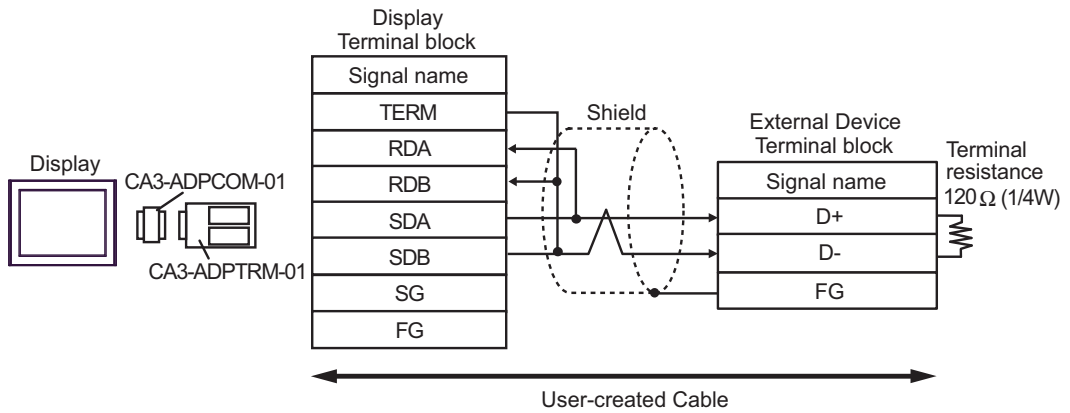 Display
Terminal block
Signal name
TERM
RDA
RDB
SDA
SDB
SG
FG
Shield
External Device
Terminal block
Signal name
D+
D-
FG
Terminal
resistance
120 Ω (1/4W)
Display
CA3-ADPCOM-01
CA3-ADPTRM-01
User-created Cable